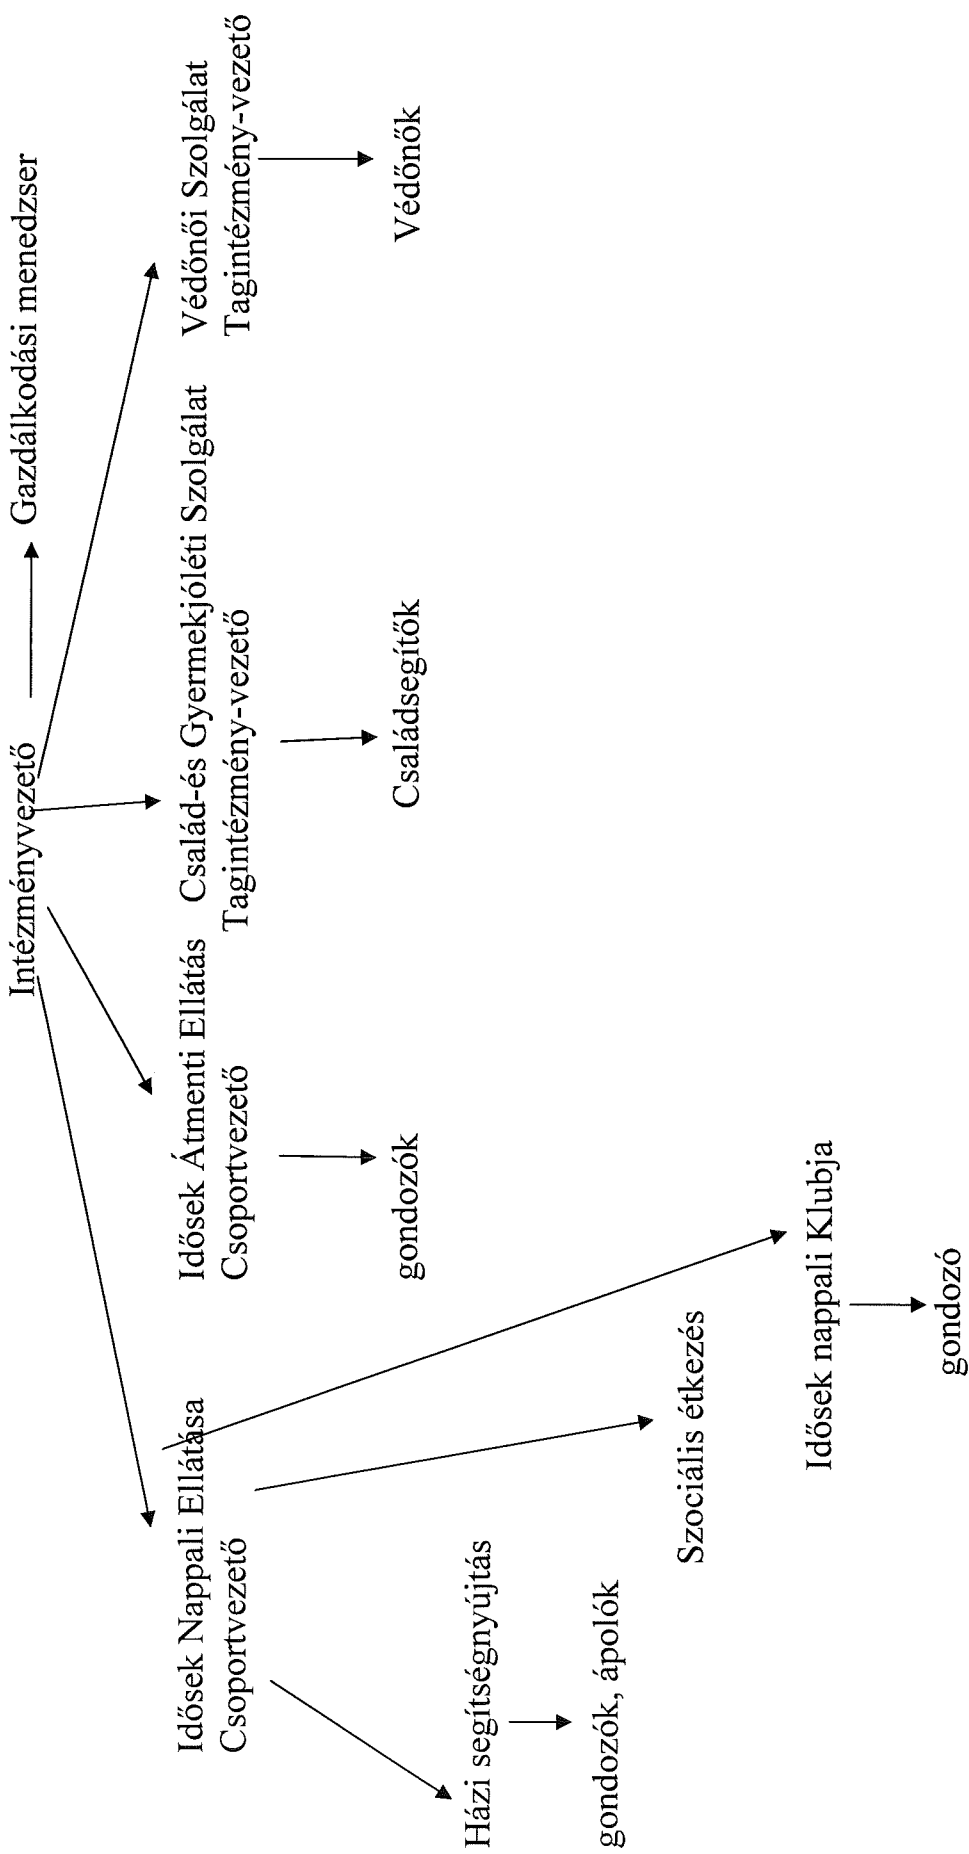 Intézményvezető
Gazdálkodási menedzser
Idősek Nappali Ellátása
Csoportvezető
Idősek Átmenti Ellátás
Csoportvezető
Család-és Gyermekjóléti Szolgálat
Tagintézmény-vezető
Védőnői Szolgálat
Tagintézmény-vezető
gondozók
Családsegítők
Védőnők
Házi segítségnyújtás
gondozók, ápolók
Szociális étkezés
Idősek nappali Klubja
gondozó